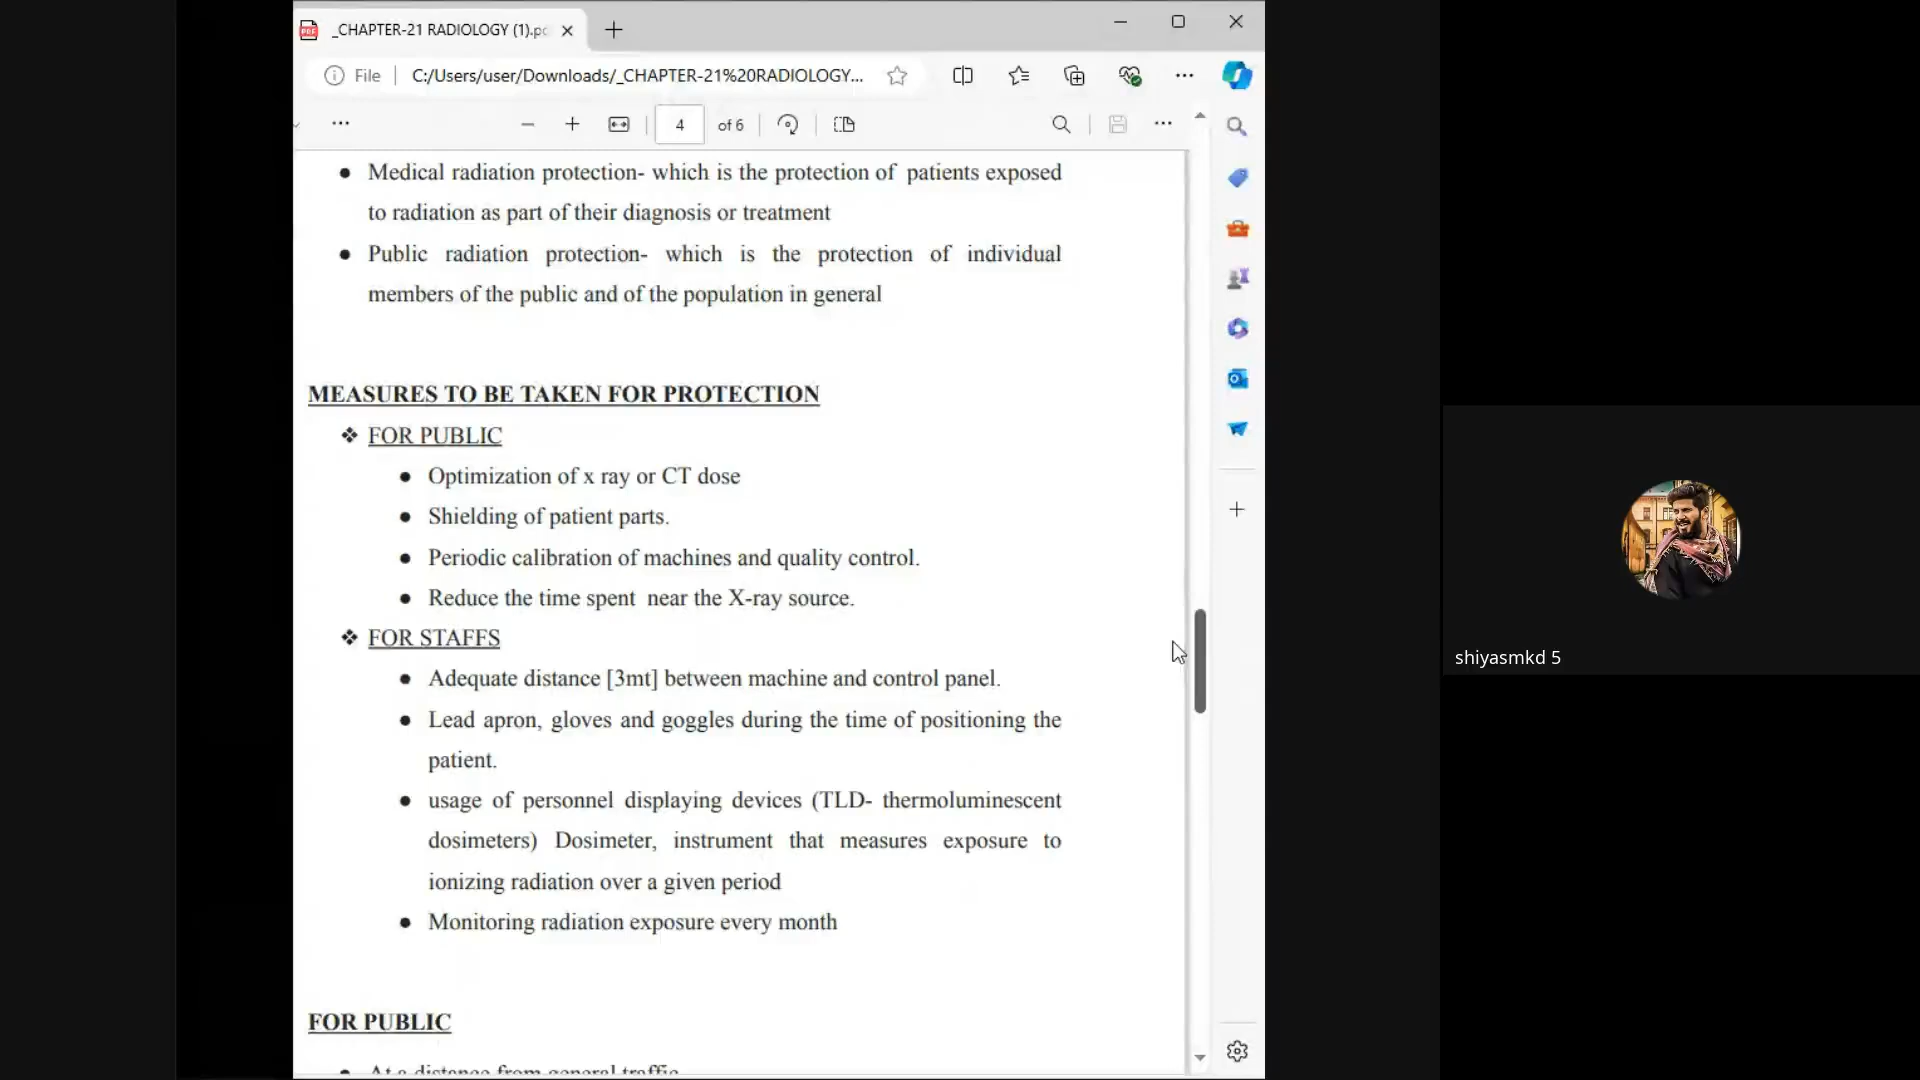 _CHAPTER-21 RADIOLOGY (1).pd
File
C:/Users/user/Downloads/_CHAPTER-21%20RADIOLOGY...
4 of 6
● Medical radiation protection- which is the protection of patients exposed
to radiation as part of their diagnosis or treatment
● Public radiation protection- which is the protection of individual
members of the public and of the population in general
MEASURES TO BE TAKEN FOR PROTECTION
❖ FOR PUBLIC
● Optimization of x ray or CT dose
● Shielding of patient parts.
● Periodic calibration of machines and quality control.
● Reduce the time spent near the X-ray source.
❖ FOR STAFFS
● Adequate distance [3mt] between machine and control panel.
● Lead apron, gloves and goggles during the time of positioning the
patient.
● usage of personnel displaying devices (TLD- thermoluminescent
dosimeters) Dosimeter, instrument that measures exposure to
ionizing radiation over a given period
● Monitoring radiation exposure every month
FOR PUBLIC
● At a distance from general traffic
shiyasmkd 5